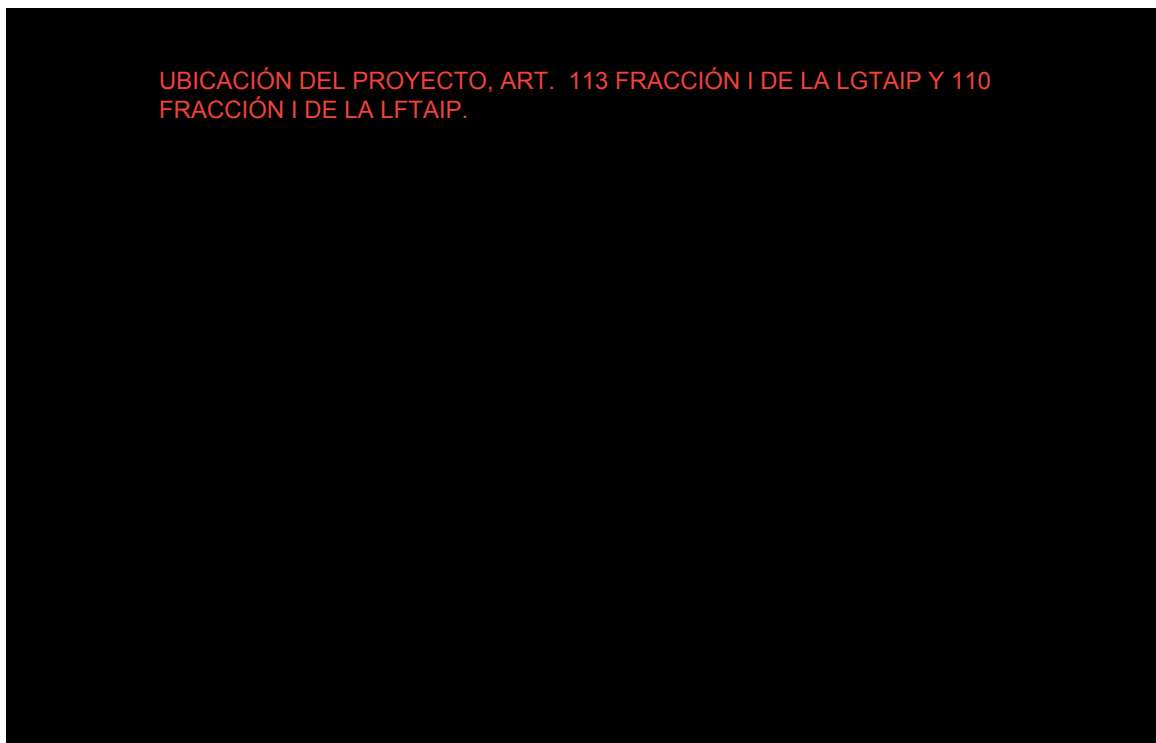 UBICACIÓN DEL PROYECTO, ART. 113 FRACCIÓN I DE LA LGTAIP Y 110
FRACCIÓN I DE LA LFTAIP.